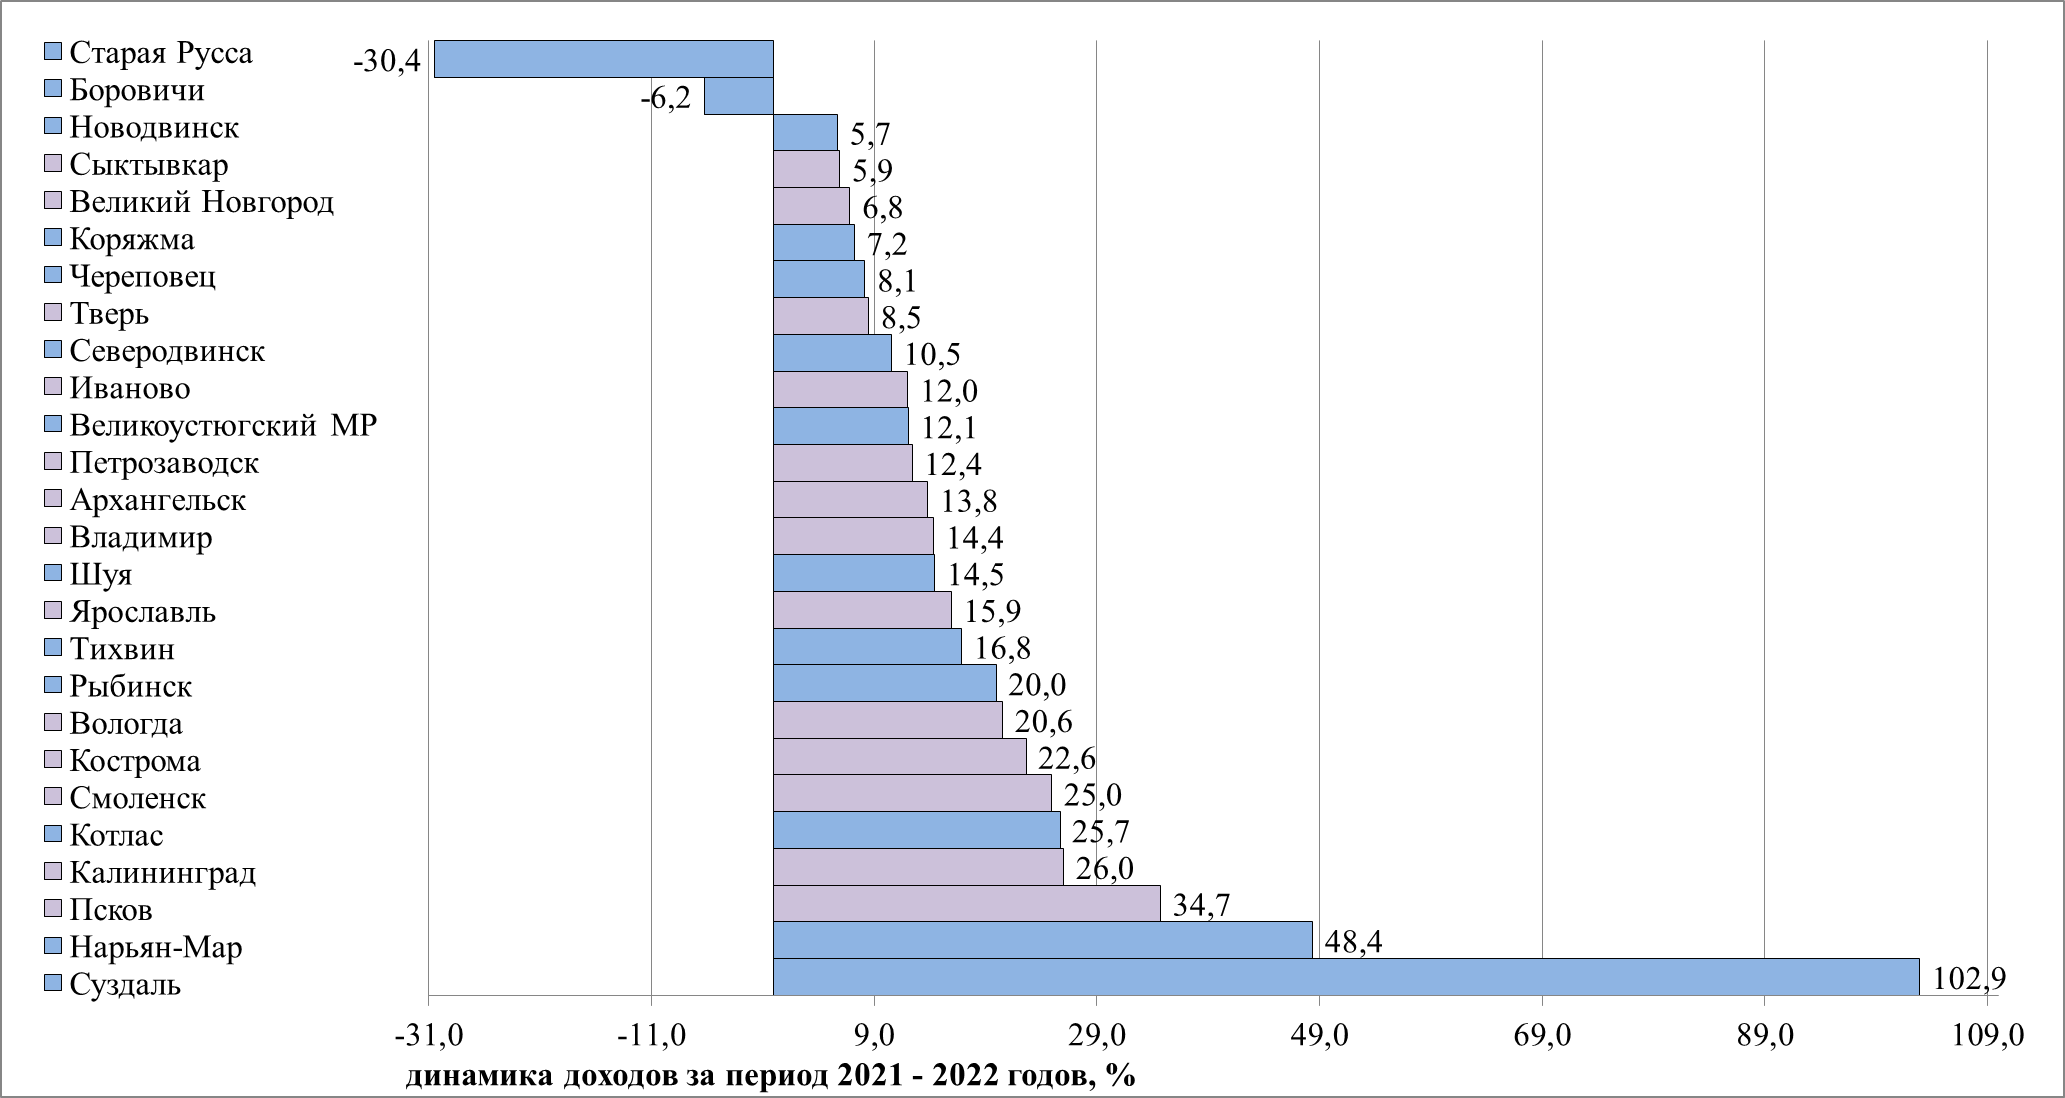 Старая Русса -30,4
Боровичи -6,2
Новодвинск 5,7
Сыктывкар 5,9
Великий Новгород 6,8
Коряжма 7,2
Череповец 8,1
Тверь 8,5
Северодвинск 10,5
Иваново 12,0
Великоустюгский МР 12,1
Петрозаводск 12,4
Архангельск 13,8
Владимир 14,4
Шуя 14,5
Ярославль 15,9
Тихвин 16,8
Рыбинск 20,0
Вологда 20,6
Кострома 22,6
Смоленск 25,0
Котлас 25,7
Калининград 26,0
Псков 34,7
Нарьян-Мар 48,4
Суздаль 102,9
-31,0 -11,0 9,0 29,0 49,0 69,0 89,0 109,0
динамика доходов за период 2021 - 2022 годов, %